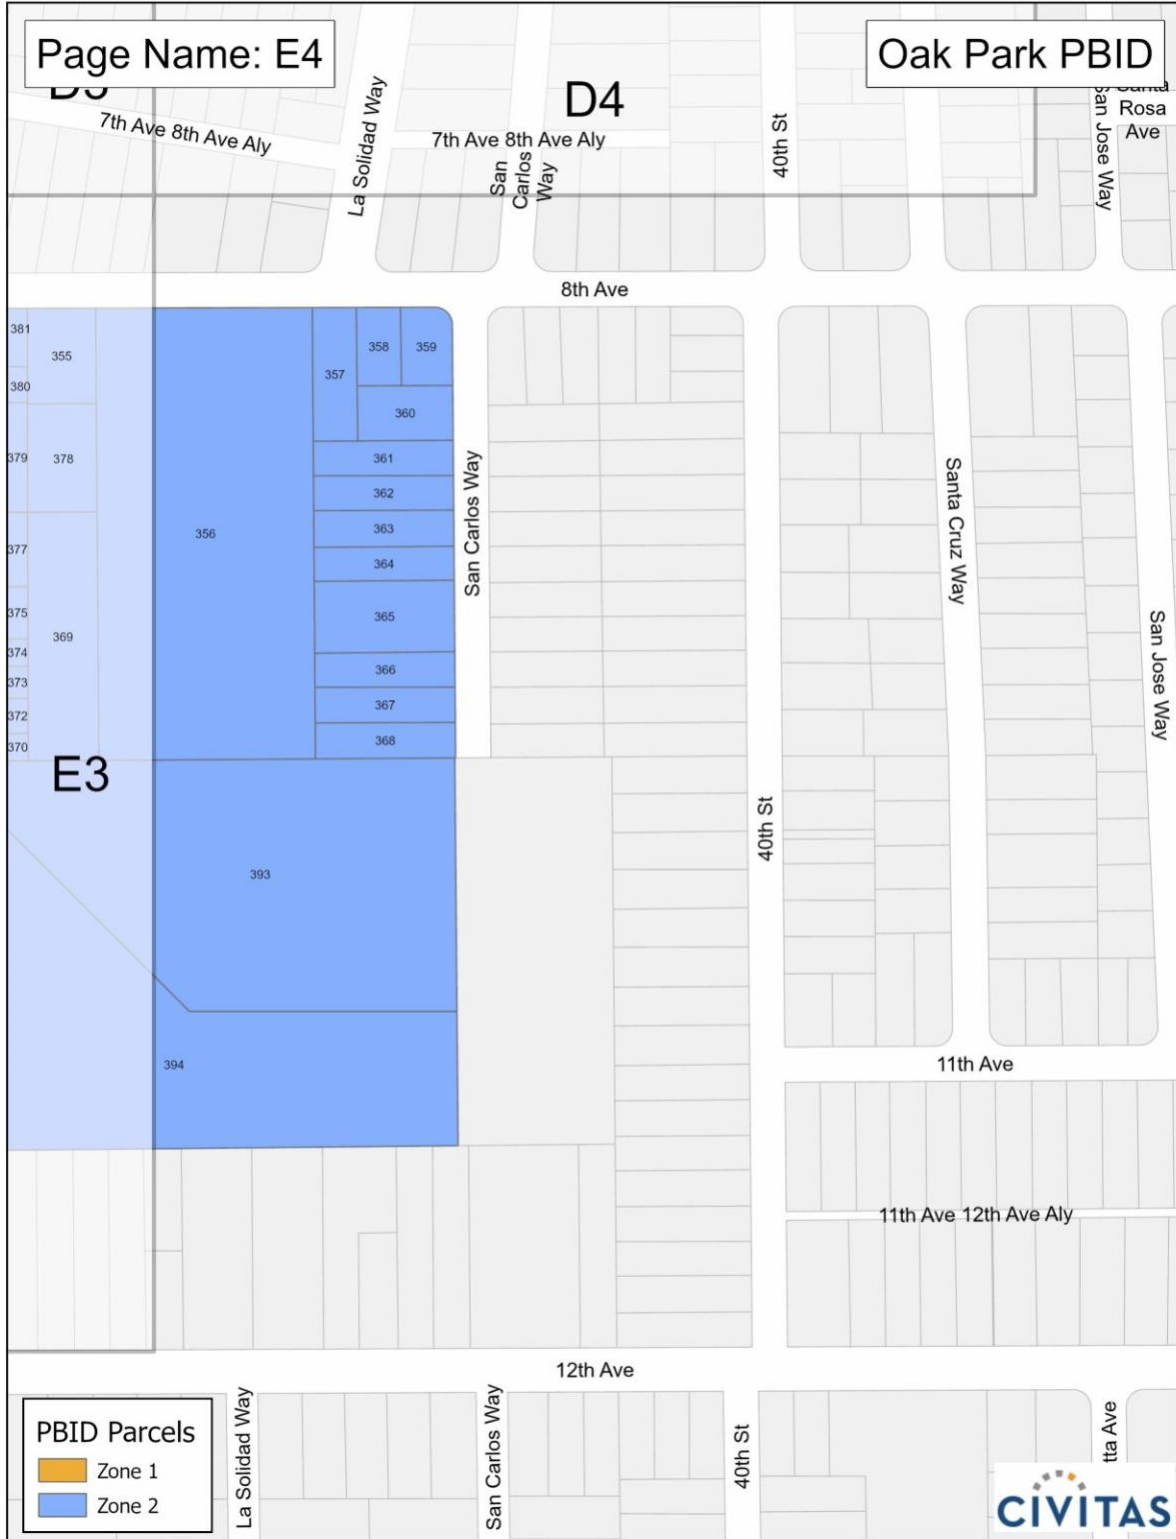 Page Name: E4
Oak Park PBID
D4
7th Ave 8th Ave Aly
7th Ave 8th Ave Aly
La Solidad Way
San
Carlos
Way
40th St
San Jose Way
Rosa
Ave
8th Ave
381
355
380
379
378
377
375
369
374
373
372
370
E3
356
357
358
359
360
361
362
363
364
365
366
367
368
393
394
San Carlos Way
40th St
Santa Cruz Way
San Jose Way
11th Ave
11th Ave 12th Ave Aly
12th Ave
La Solidad Way
San Carlos Way
40th St
tta Ave
PBID Parcels
Zone 1
Zone 2
CIVITAS